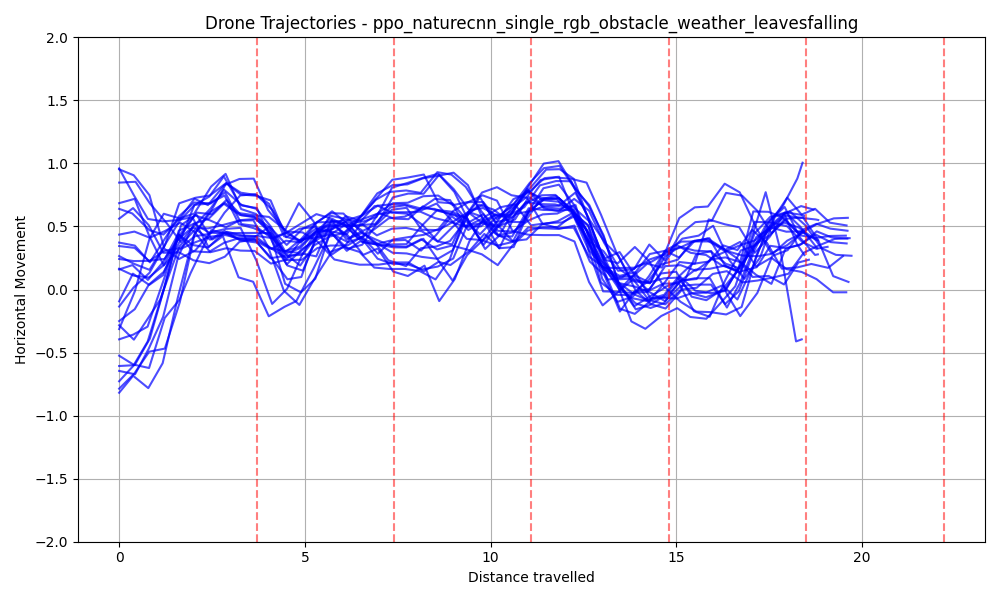 Drone Trajectories - ppo_naturecnn_single_rgb_obstacle_weather_leavesfalling
2.0
1.5
1.0
0.5
0.0
−0.5
−1.0
−1.5
−2.0
Horizontal Movement
0 5 10 15 20
Distance travelled